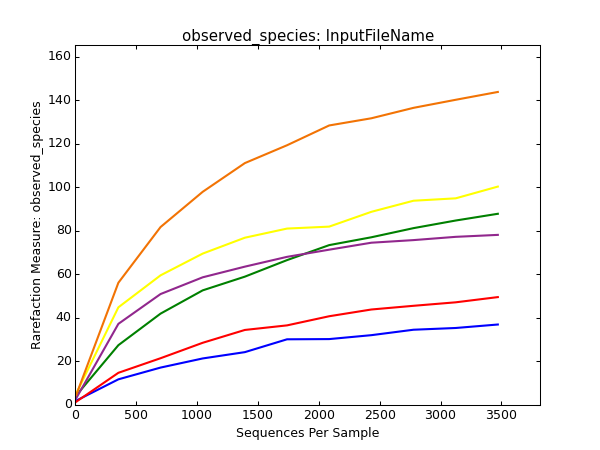 observed_species: InputFileName
160
140
120
100
80
60
40
20
0
0 500 1000 1500 2000 2500 3000 3500
Rarefaction Measure: observed_species
Sequences Per Sample